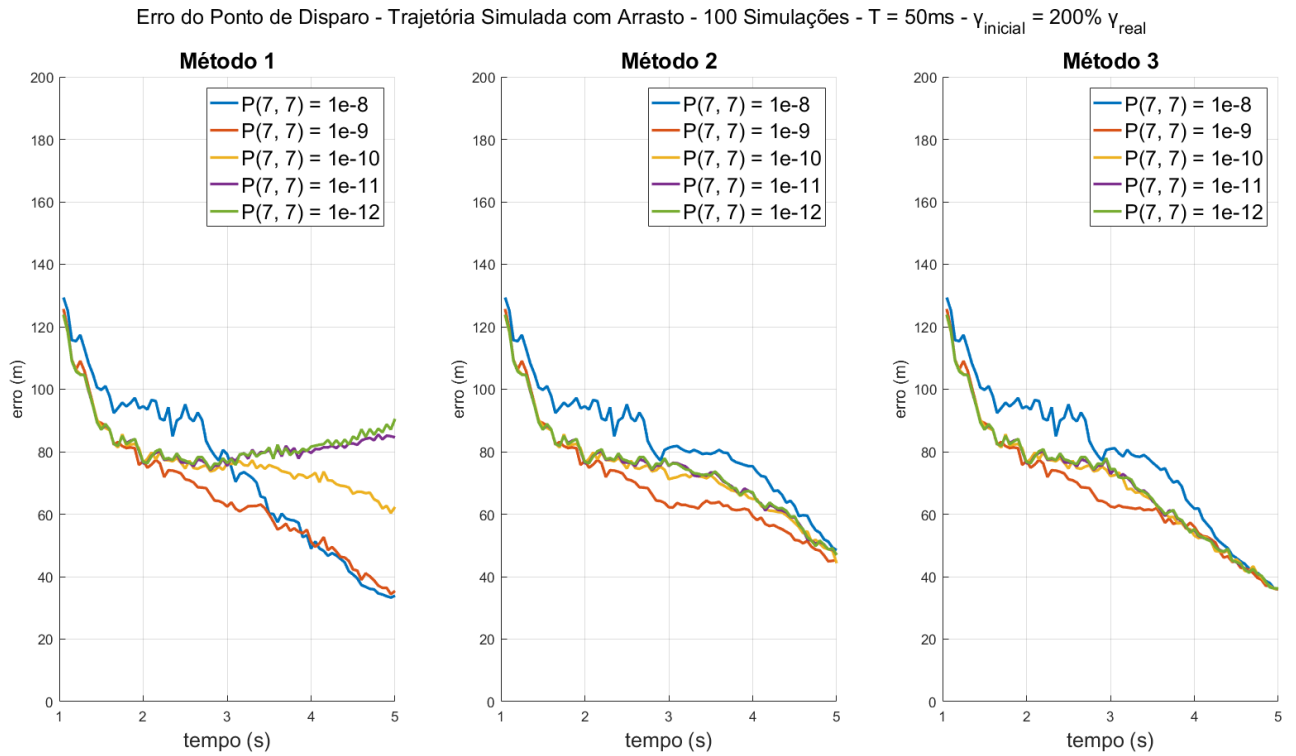 Erro do Ponto de Disparo - Trajetória Simulada com Arrasto - 100 Simulações - T = 50ms - γinicial = 200% γreal
Método 1
200
180
160
140
120
100
80
60
40
20
0
erro (m)
1
2
3
4
5
tempo (s)
P(7, 7) = 1e-8
P(7, 7) = 1e-9
P(7, 7) = 1e-10
P(7, 7) = 1e-11
P(7, 7) = 1e-12
Método 2
200
180
160
140
120
100
80
60
40
20
0
erro (m)
1
2
3
4
5
tempo (s)
P(7, 7) = 1e-8
P(7, 7) = 1e-9
P(7, 7) = 1e-10
P(7, 7) = 1e-11
P(7, 7) = 1e-12
Método 3
200
180
160
140
120
100
80
60
40
20
0
erro (m)
1
2
3
4
5
tempo (s)
P(7, 7) = 1e-8
P(7, 7) = 1e-9
P(7, 7) = 1e-10
P(7, 7) = 1e-11
P(7, 7) = 1e-12